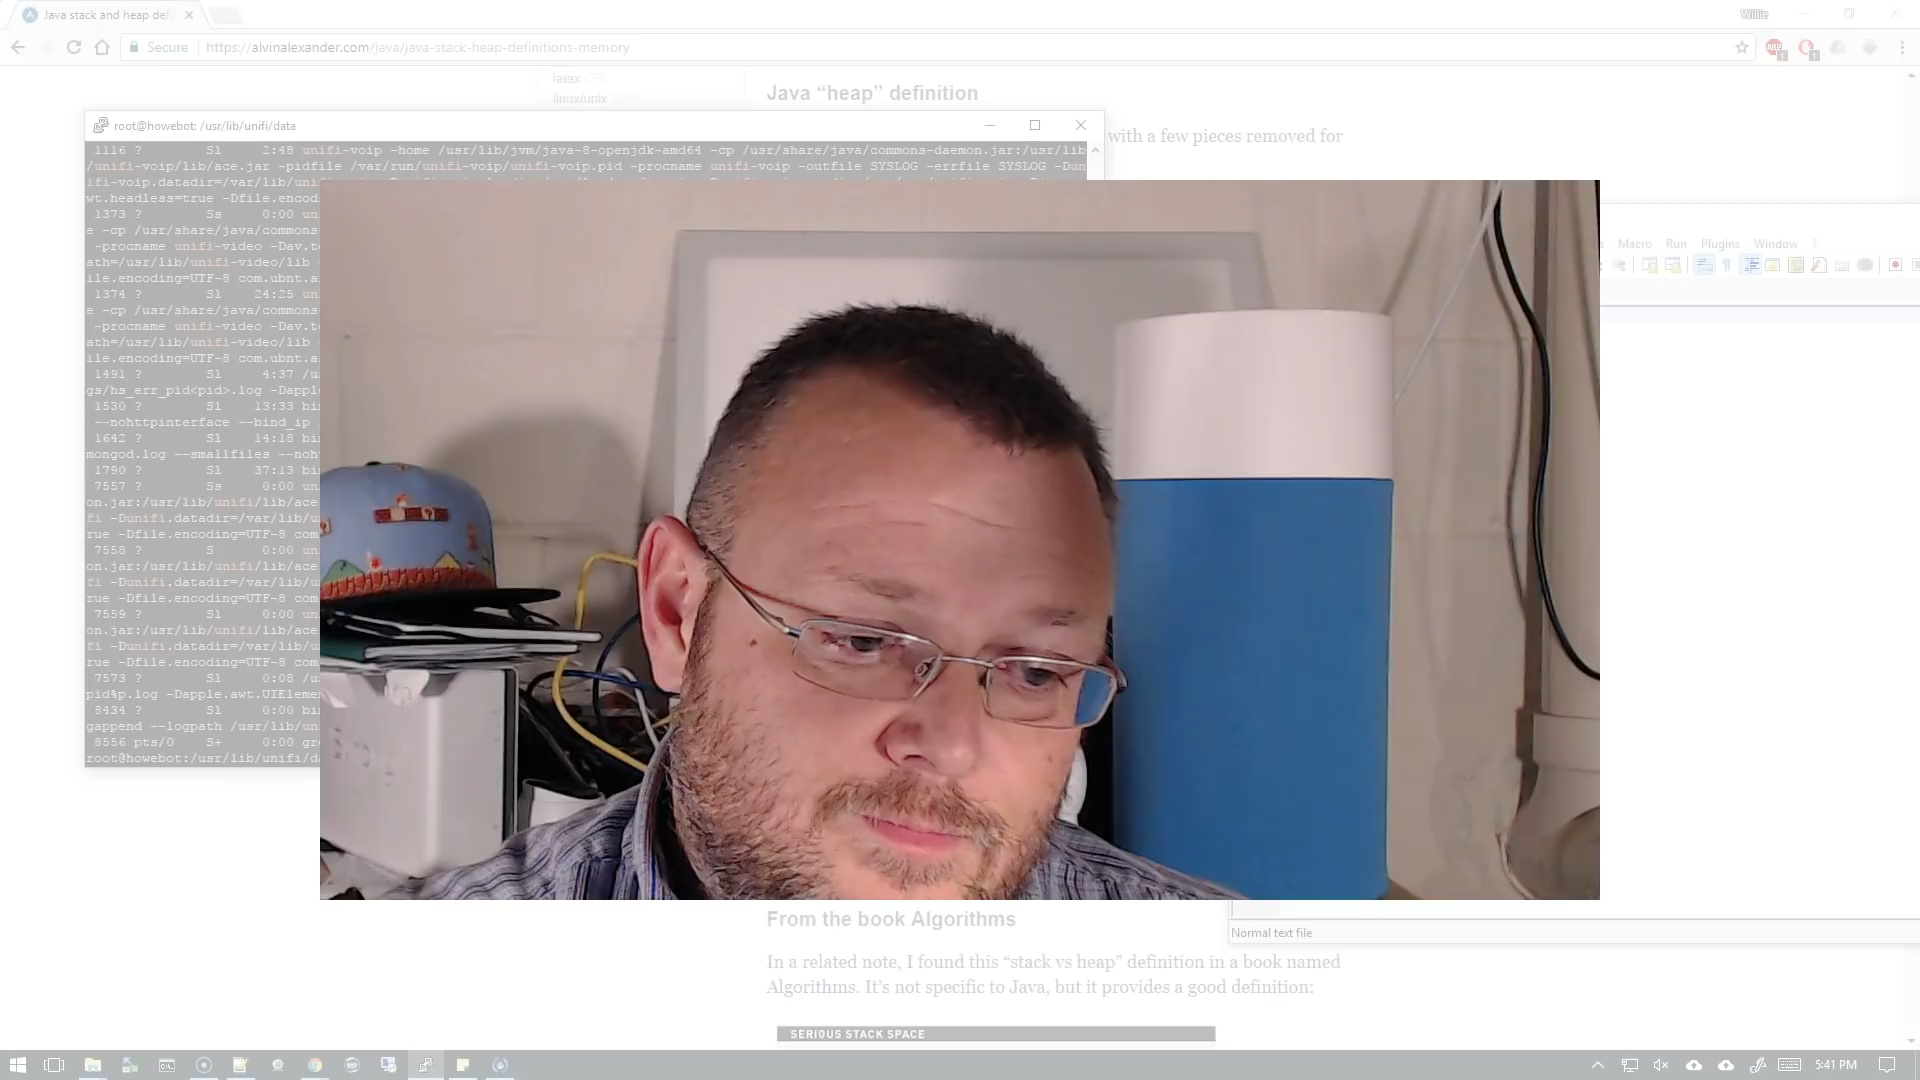 Java stack and heap def
Willie
Secure
https://alvinalexander.com/java/java-stack-heap-definitions-memory
latex
linux/unix
Java “heap” definition
with a few pieces removed for
root@howebot: /usr/lib/unifi/data
1116 ? Sl 2:48 unifi-voip -home /usr/lib/jvm/java-8-openjdk-amd64 -cp /usr/share/java/commons-daemon.jar:/usr/lib
/unifi-voip/lib/ace.jar -pidfile /var/run/unifi-voip/unifi-voip.pid -procname unifi-voip -outfile SYSLOG -errfile SYSLOG -Dun
ifi-voip.datadir=/var/lib/un
wt.headless=true -Dfile.encod
1373 ? Ss 0:00 un
e -cp /usr/share/java/commons
-procname unifi-video -Dav.t
ath=/usr/lib/unifi-video/lib -
ile.encoding=UTF-8 com.ubnt.a
1374 ? Sl 24:25 un
e -cp /usr/share/java/commons
-procname unifi-video -Dav.t
ath=/usr/lib/unifi-video/lib
ile.encoding=UTF-8 com.ubnt.a
1491 ? Sl 4:37 /u
gs/hs_err_pid<pid>.log -Dappl
1530 ? Sl 13:33 bin
--nohttpinterface --bind_ip
1642 ? Sl 14:18 bi
mongod.log --smallfiles --noh
1790 ? Sl 37:13 bi
7557 ? Ss 0:00 un
on.jar:/usr/lib/unifi/lib/ace
fi -Dunifi.datadir=/var/lib/u
rue -Dfile.encoding=UTF-8 com
7558 ? S 0:00 un
on.jar:/usr/lib/unifi/lib/ace
fi -Dunifi.datadir=/var/lib/u
rue -Dfile.encoding=UTF-8 com
7559 ? Sl 0:00 un
on.jar:/usr/lib/unifi/lib/ace
fi -Dunifi.datadir=/var/lib/u
rue -Dfile.encoding=UTF-8 com
7573 ? Sl 0:08 /u
pid%p.log -Dapple.awt.UIElem
8434 ? Sl 0:00 bi
gappend --logpath /usr/lib/un
8556 pts/0 S+ 0:00 gr
root@howebot:/usr/lib/unifi/d
Macro Run Plugins Window
Normal text file
From the book Algorithms
In a related note, I found this “stack vs heap” definition in a book named
Algorithms. It’s not specific to Java, but it provides a good definition:
SERIOUS STACK SPACE
5:41 PM